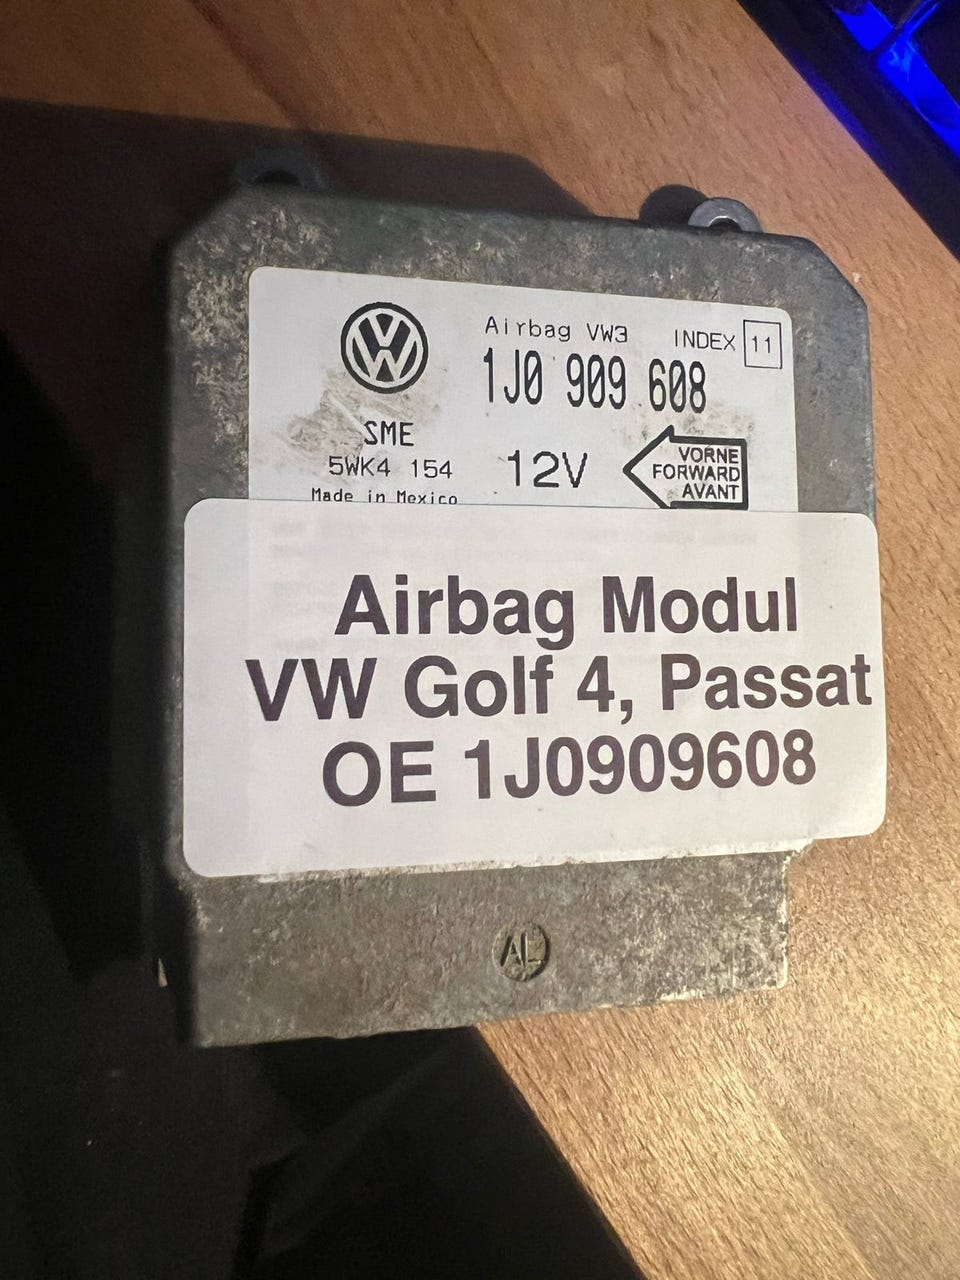 Airbag VW3
INDEX 11
1J0 909 608
SME
5WK4 154
12V
VORNE
FORWARD
AVANT
Made in Mexico
Airbag Modul
VW Golf 4, Passat
OE 1J0909608
AL